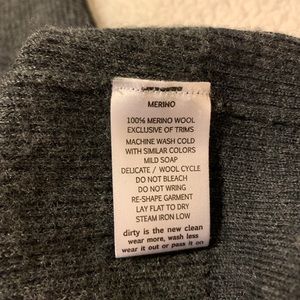 MERINO
100% MERINO WOOL
EXCLUSIVE OF TRIMS
MACHINE WASH COLD
WITH SIMILAR COLORS
MILD SOAP
DELICATE / WOOL CYCLE
DO NOT BLEACH
DO NOT WRING
RE-SHAPE GARMENT
LAY FLAT TO DRY
STEAM IRON LOW
dirty is the new clean
wear more, wash less
wear it out or pass it on